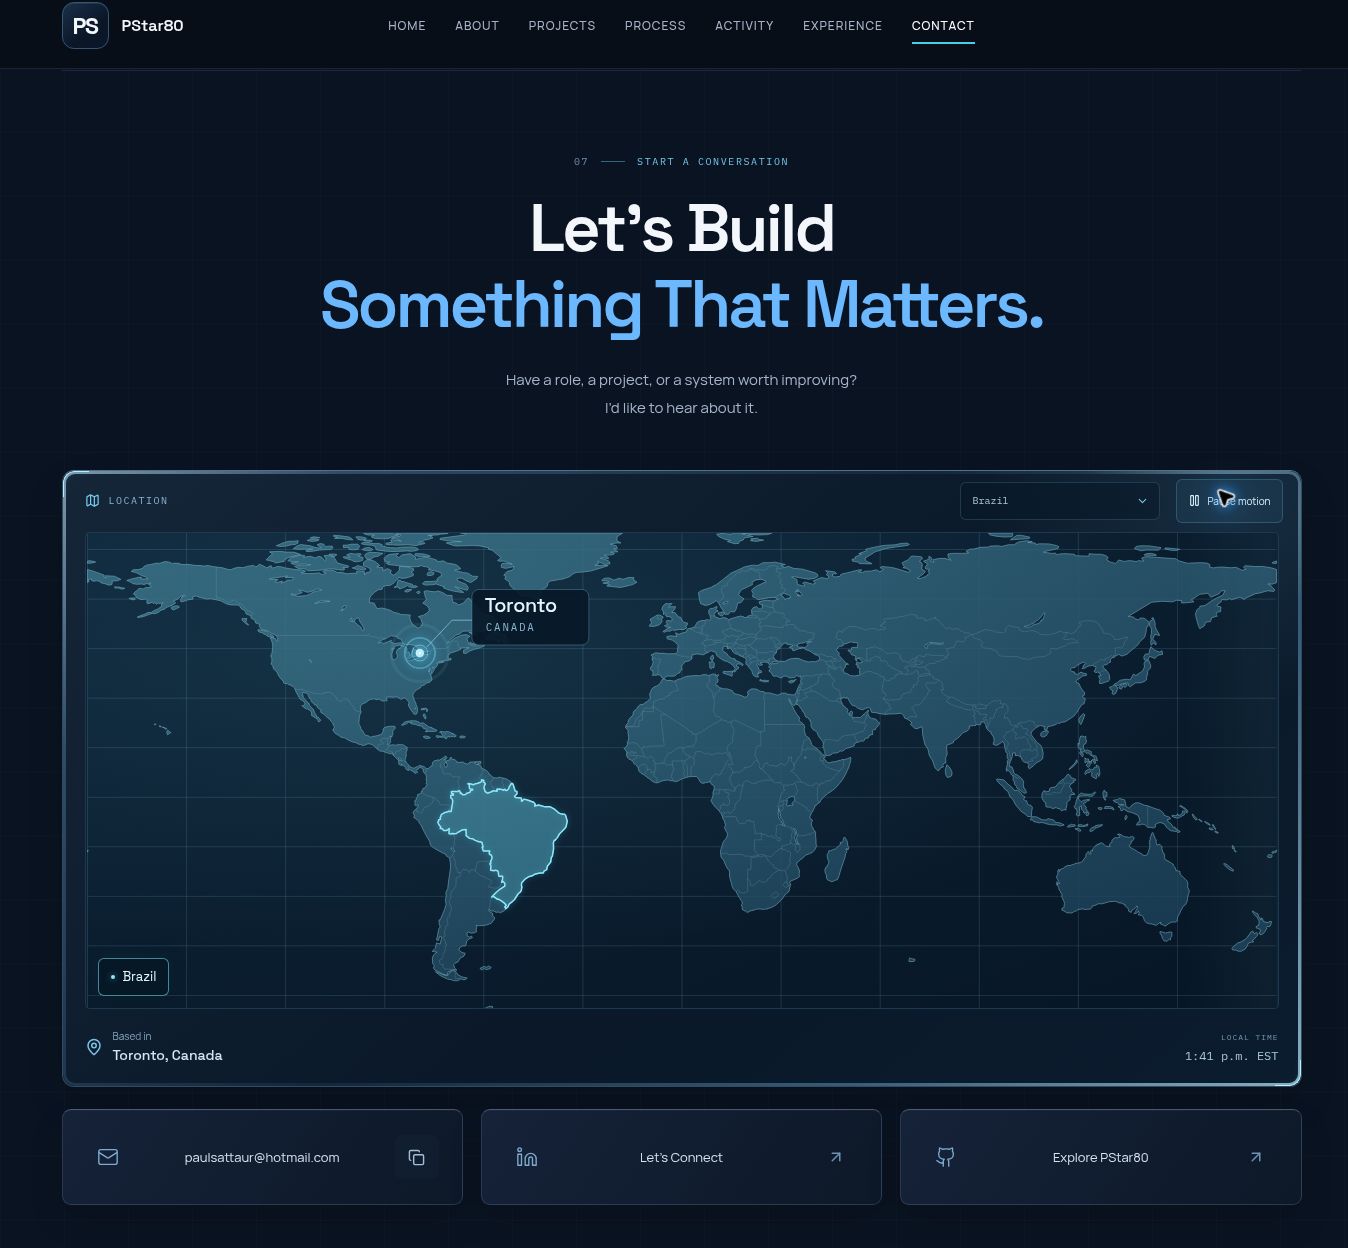 PS
PStar80
HOME
ABOUT
PROJECTS
PROCESS
ACTIVITY
EXPERIENCE
CONTACT
07
START A CONVERSATION
Let's Build
Something That Matters.
Have a role, a project, or a system worth improving?
I'd like to hear about it.
LOCATION
Brazil
motion
Toronto
CANADA
Brazil
Based in
Toronto, Canada
LOCAL TIME
1:41 p.m. EST
paulsattaur@hotmail.com
Let's Connect
Explore PStar80